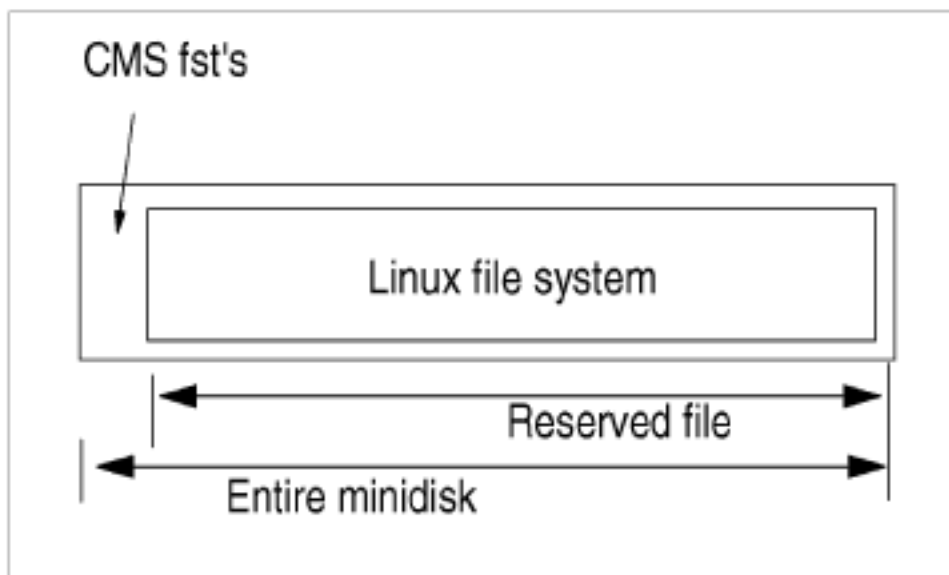 CMS fst's
Linux file system
Reserved file
Entire minidisk